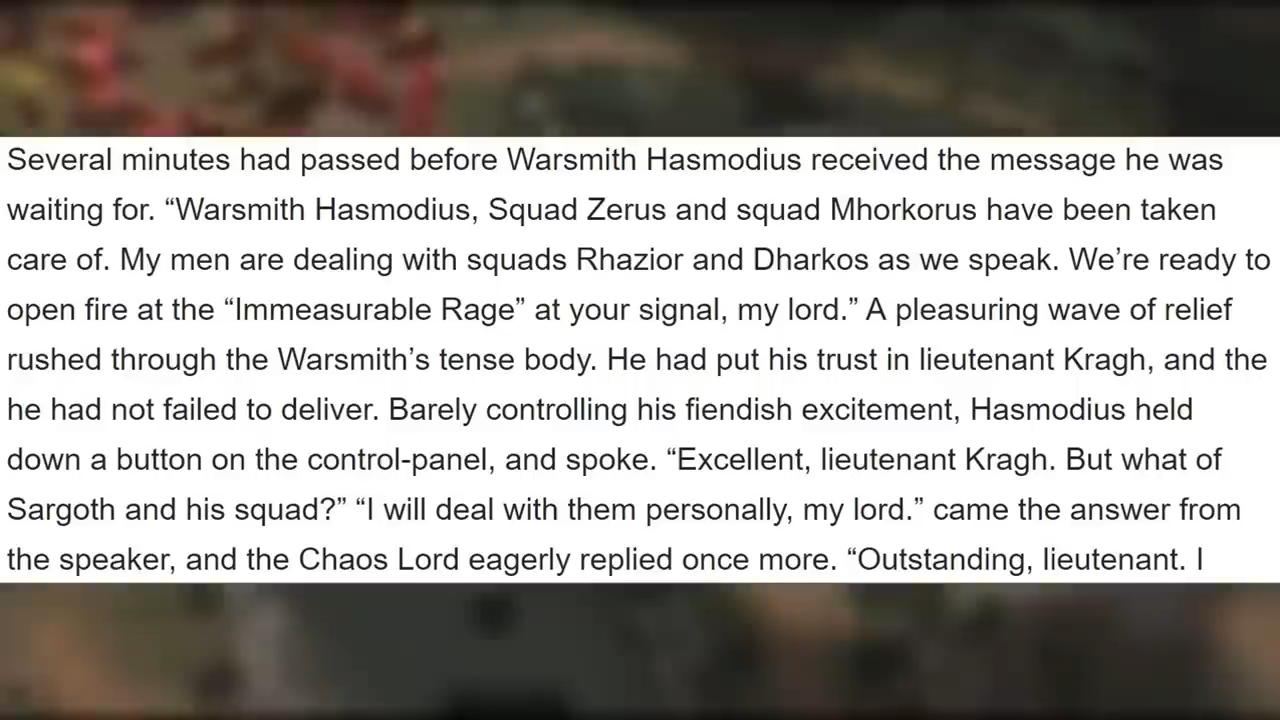 Several minutes had passed before Warsmith Hasmodius received the message he was
waiting for. “Warsmith Hasmodius, Squad Zerus and squad Mhorkorus have been taken
care of. My men are dealing with squads Rhazior and Dharkos as we speak. We’re ready to
open fire at the “Immeasurable Rage” at your signal, my lord.” A pleasuring wave of relief
rushed through the Warsmith’s tense body. He had put his trust in lieutenant Kragh, and the
he had not failed to deliver. Barely controlling his fiendish excitement, Hasmodius held
down a button on the control-panel, and spoke. “Excellent, lieutenant Kragh. But what of
Sargoth and his squad?” “I will deal with them personally, my lord.” came the answer from
the speaker, and the Chaos Lord eagerly replied once more. “Outstanding, lieutenant. I